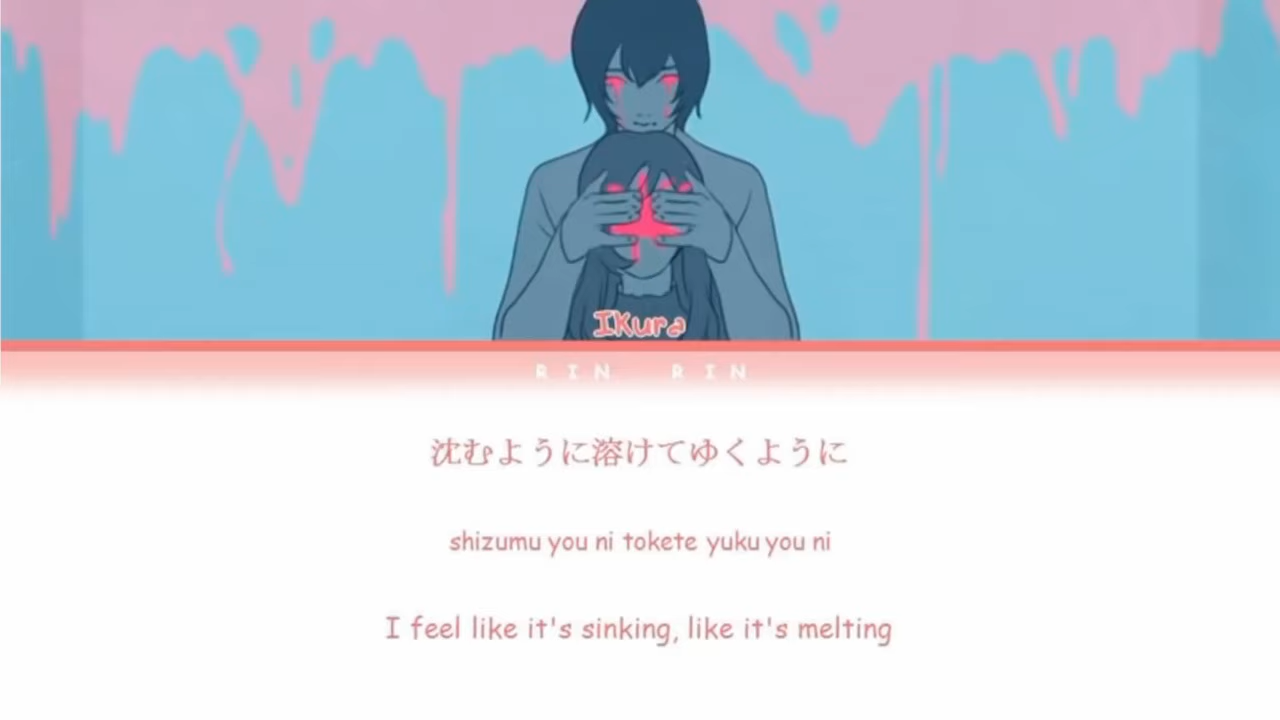 IKura
RIN RIN
沈むように溶けてゆくように
shizumu you ni tokete yuku you ni
I feel like it's sinking, like it's melting